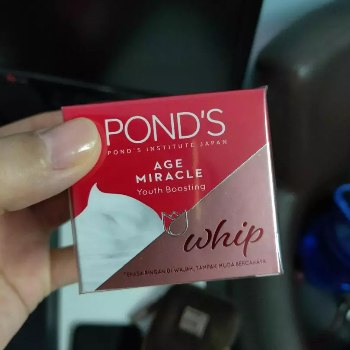 POND'S
POND'S INSTITUTE JAPAN
AGE
MIRACLE
Youth Boosting
whip
TERASA RINGAN DI WAJAH, TAMPAK MUDA BERCAHAYA